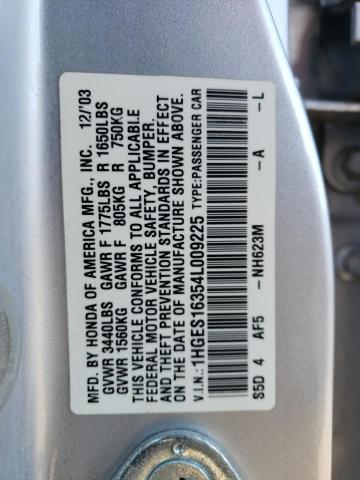 MFD. BY HONDA OF AMERICA MFG., INC. 12/'03
GVWR 3440LBS GAWR F 1775LBS R 1650LBS
GVWR 1560KG GAWR F 805KG R 750KG
THIS VEHICLE CONFORMS TO ALL APPLICABLE
FEDERAL MOTOR VEHICLE SAFETY, BUMPER,
AND THEFT PREVENTION STANDARDS IN EFFECT
ON THE DATE OF MANUFACTURE SHOWN ABOVE.
V.I.N.: 1HGES16354L009225 TYPE:PASSENGER CAR
S5D 4 AF5 -NH623M -A -L